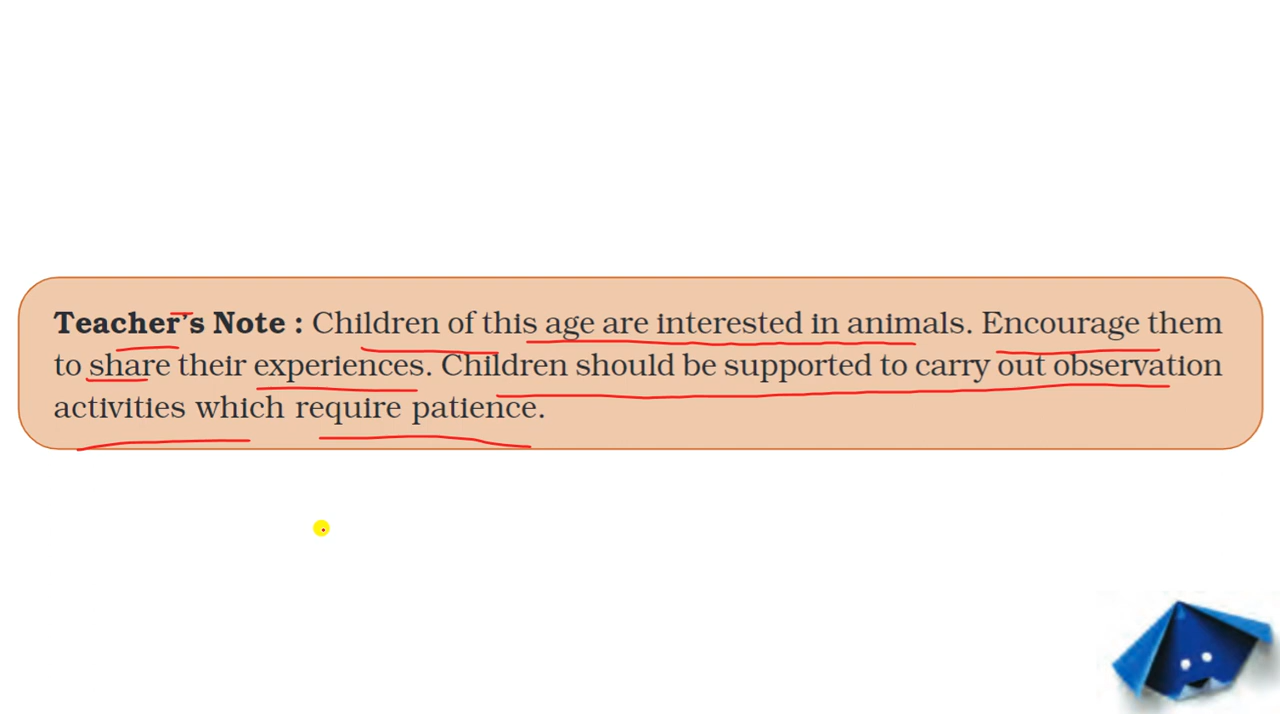 Teacher's Note : Children of this age are interested in animals. Encourage them
to share their experiences. Children should be supported to carry out observation
activities which require patience.